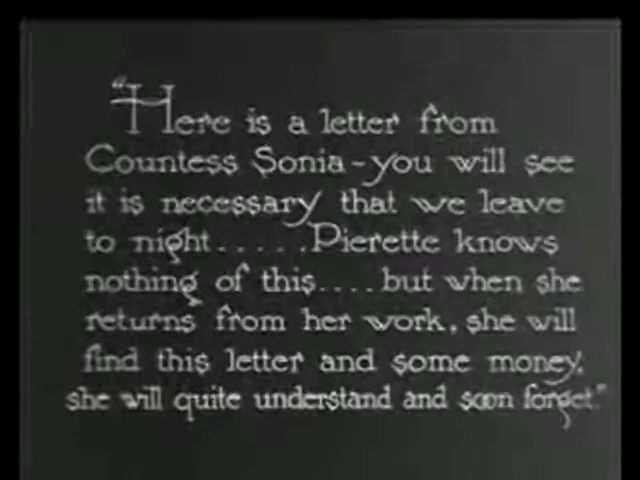 "Here is a letter from
Countess Sonia-you will see
it is necessary that we leave
to night.....Pierette knows
nothing of this....but when she
returns from her work, she will
find this letter and some money,
she will quite understand and soon forget."